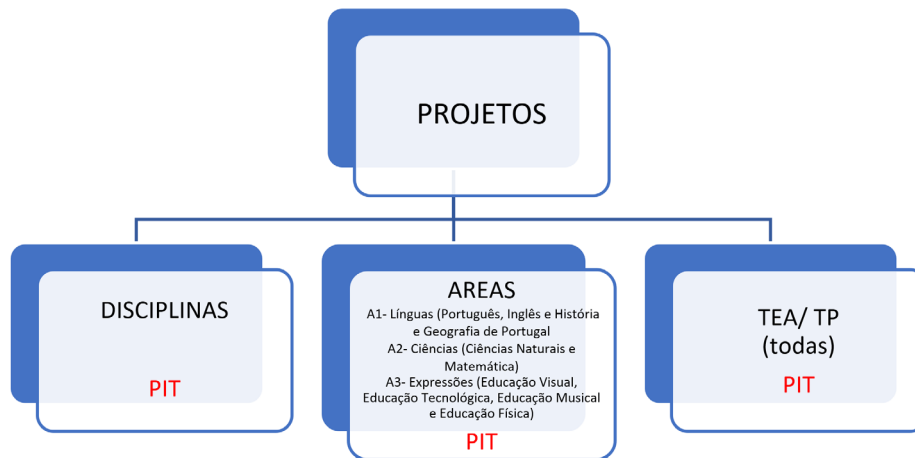 PROJETOS
DISCIPLINAS
PIT
AREAS
A1- Línguas (Português, Inglês e História
e Geografia de Portugal
A2- Ciências (Ciências Naturais e
Matemática)
A3- Expressões (Educação Visual,
Educação Tecnológica, Educação Musical
e Educação Física)
PIT
TEA/ TP
(todas)
PIT